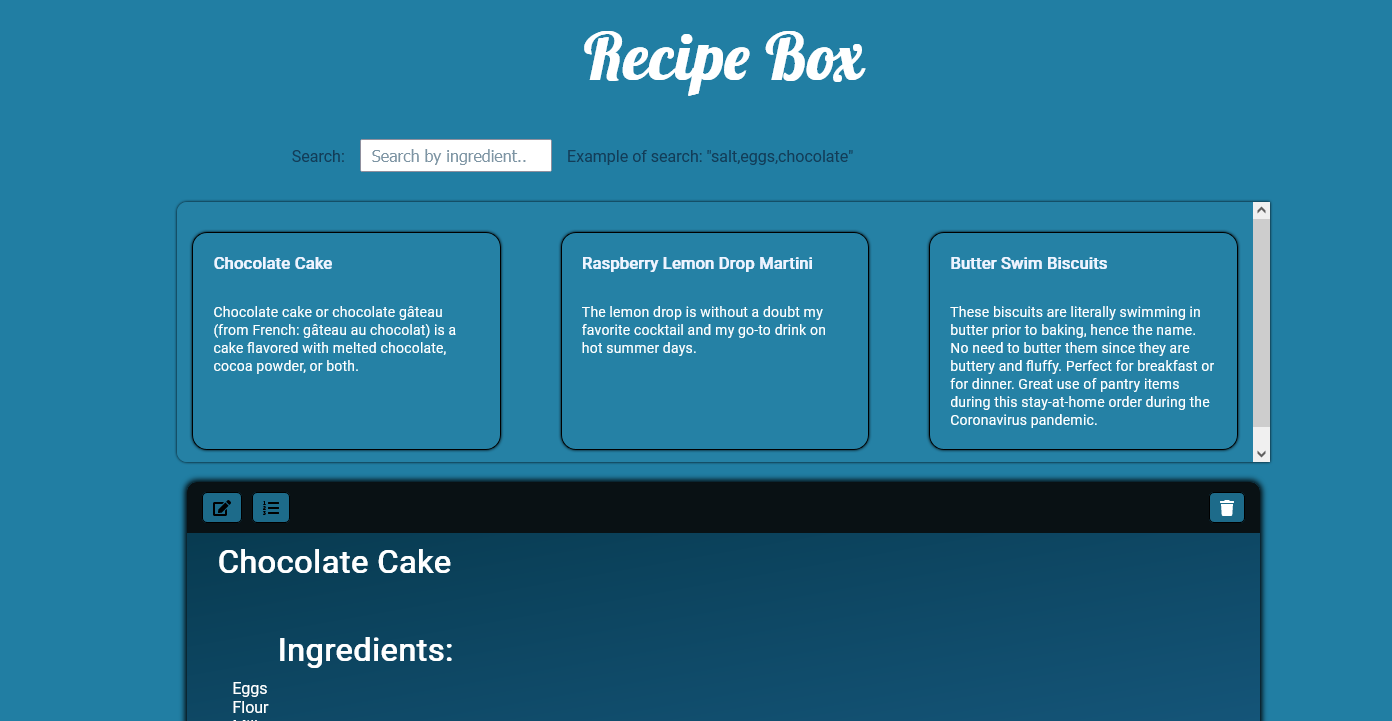 Recipe Box
Search:
Search by ingredient..
Example of search: "salt,eggs,chocolate"
Chocolate Cake
Chocolate cake or chocolate gâteau
(from French: gâteau au chocolat) is a
cake flavored with melted chocolate,
cocoa powder, or both.
Raspberry Lemon Drop Martini
The lemon drop is without a doubt my
favorite cocktail and my go-to drink on
hot summer days.
Butter Swim Biscuits
These biscuits are literally swimming in
butter prior to baking, hence the name.
No need to butter them since they are
buttery and fluffy. Perfect for breakfast or
for dinner. Great use of pantry items
during this stay-at-home order during the
Coronavirus pandemic.
Chocolate Cake
Ingredients:
Eggs
Flour